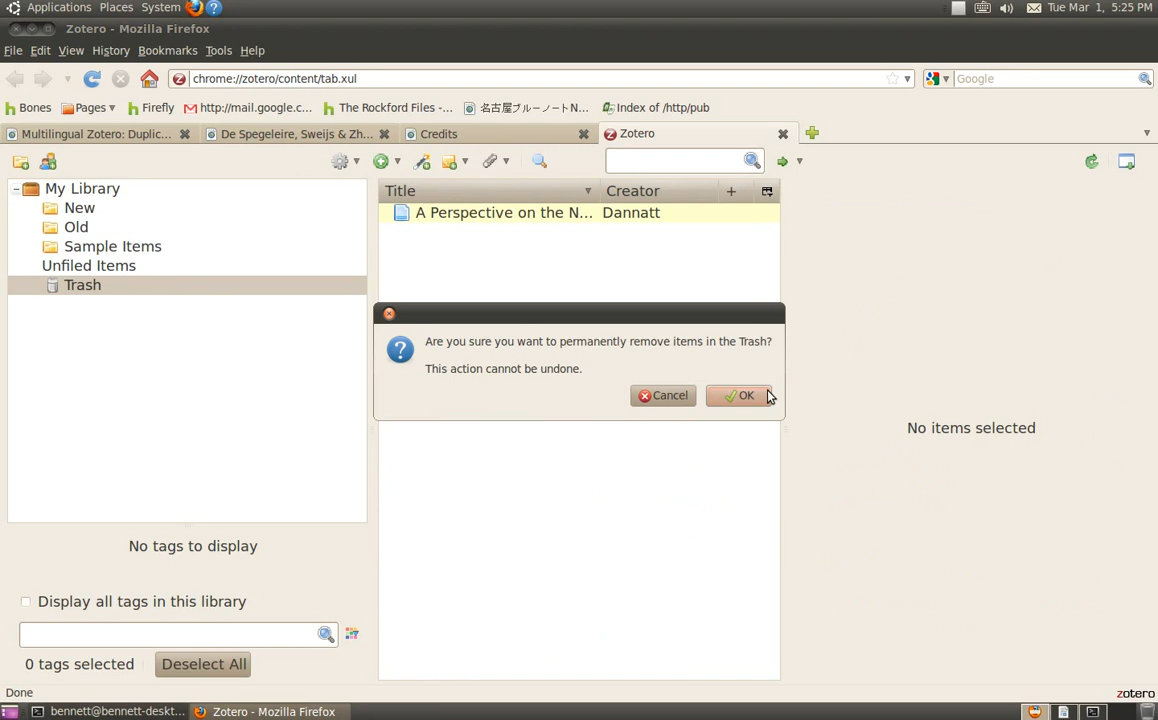 Applications Places System Tue Mar 1, 5:25 PM
Zotero - Mozilla Firefox
File Edit View History Bookmarks Tools Help
chrome://zotero/content/tab.xul Google
Bones Pages Firefly http://mail.google.c... The Rockford Files -... 名古屋ブルーノートN... Index of /http/pub
Multilingual Zotero: Duplic... De Spegeleire, Sweijs & Zh... Credits Zotero
My Library
New
Old
Sample Items
Unfiled Items
Trash
Title Creator
A Perspective on the N... Dannatt
Are you sure you want to permanently remove items in the Trash?
This action cannot be undone.
Cancel OK
No items selected
No tags to display
Display all tags in this library
0 tags selected Deselect All
Done zotero
bennett@bennett-deskt... Zotero - Mozilla Firefox